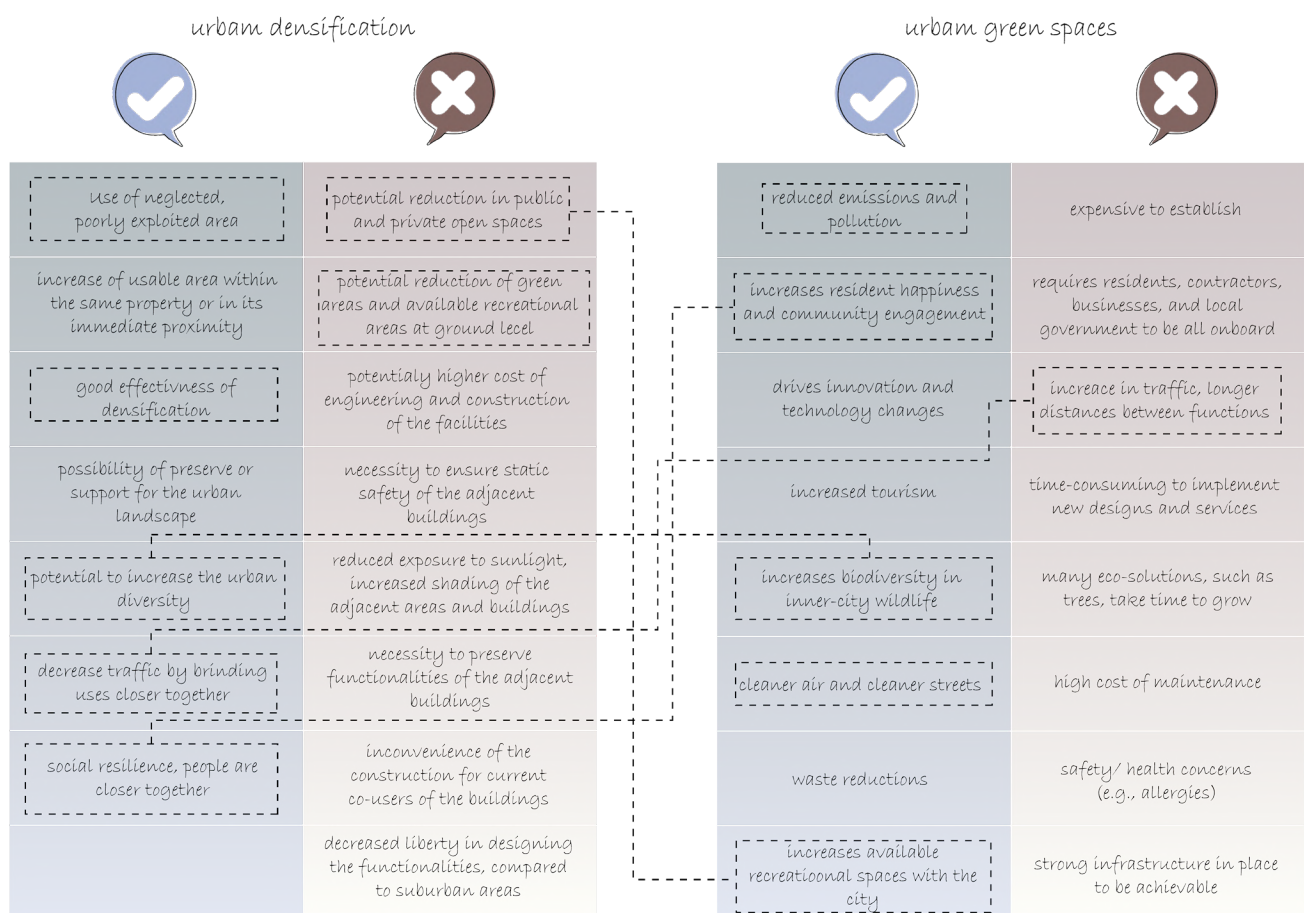 urbam densification
urbam green spaces
Use of neglected,
poorly exploited area
potential reduction in public
and private open spaces
reduced emissions and
pollution
expensive to establish
increase of usable area within
the same property or in its
immediate proximity
potential reduction of green
areas and available recreational
areas at ground lecel
increases resident happiness
and community engagement
requires residents, contractors,
businesses, and local
government to be all onboard
good effectivness of
densification
potentialy higher cost of
engineering and construction
of the facilities
drives innovation and
technology changes
increace in traffic, longer
distances between functions
possibility of preserve or
support for the urban
landscape
necessity to ensure static
safety of the adjacent
buildings
increased tourism
time-consuming to implement
new designs and services
potential to increase the urban
diversity
reduced exposure to sunlight,
increased shading of the
adjacent areas and buildings
increases biodiversity in
inner-city wildlife
many eco-solutions, such as
trees, take time to grow
decrease traffic by brinding
uses closer together
necessity to preserve
functionalities of the adjacent
buildings
cleaner air and cleaner streets
high cost of maintenance
social resilience, people are
closer together
inconvenience of the
construction for current
co-users of the buildings
waste reductions
safety/ health concerns
(e.g., allergies)
decreased liberty in designing
the functionalities, compared
to suburban areas
increases available
recreatioonal spaces with the
city
strong infrastructure in place
to be achievable